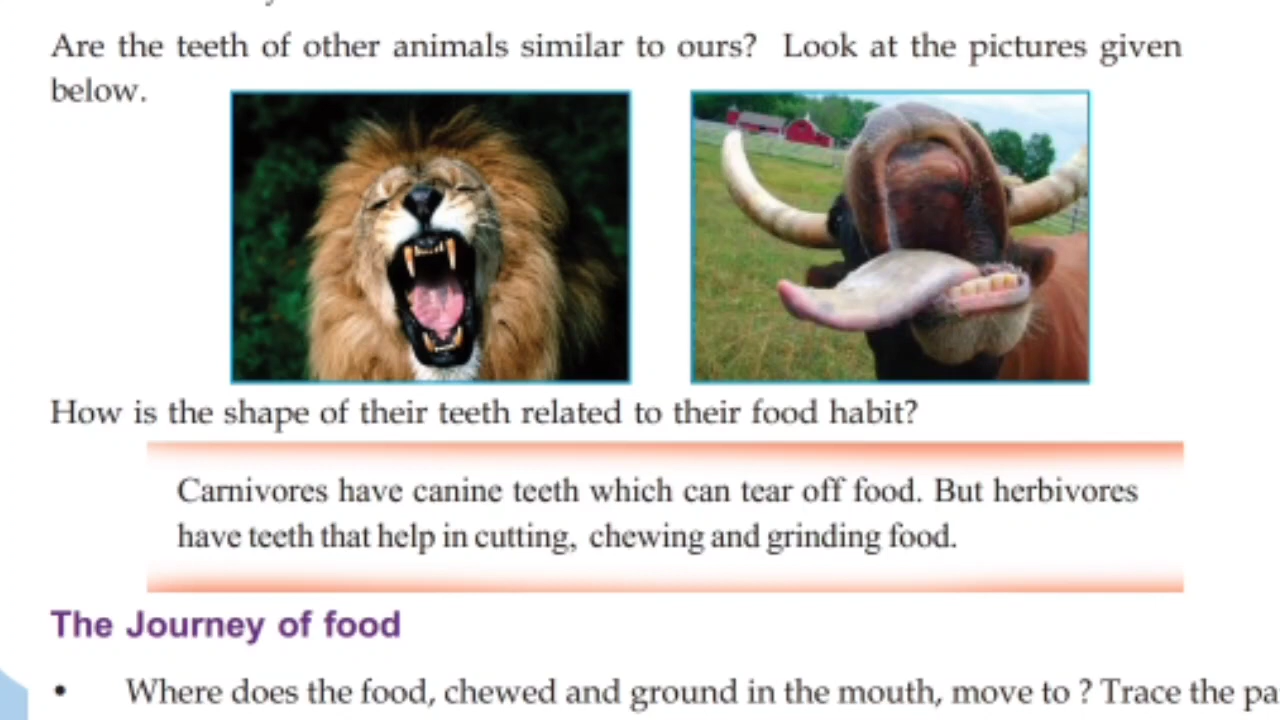 Are the teeth of other animals similar to ours? Look at the pictures given
below.
How is the shape of their teeth related to their food habit?
Carnivores have canine teeth which can tear off food. But herbivores
have teeth that help in cutting, chewing and grinding food.
The Journey of food
• Where does the food, chewed and ground in the mouth, move to ? Trace the pa